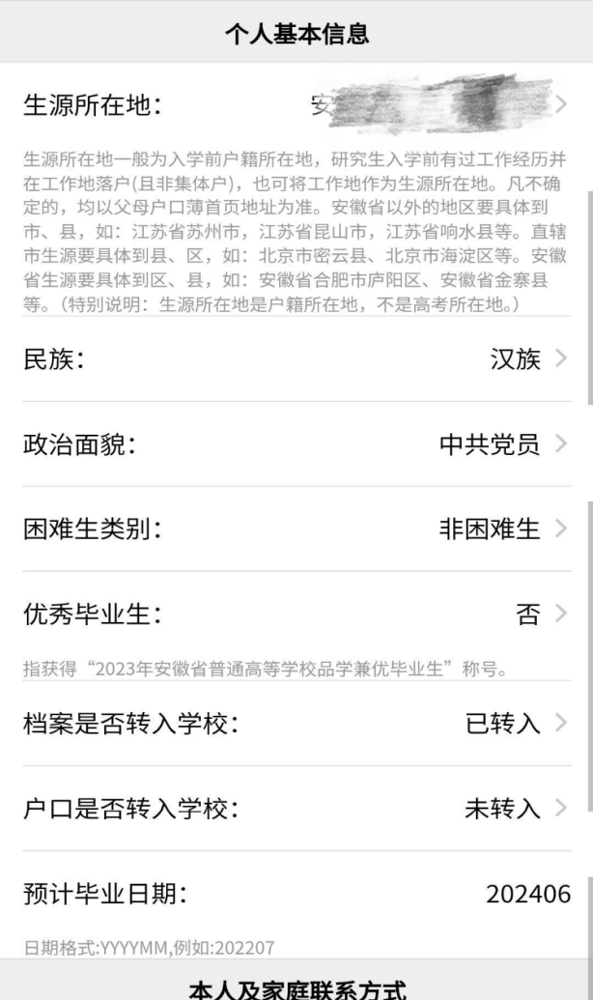 个人基本信息
生源所在地：
安
生源所在地一般为入学前户籍所在地，研究生入学前有过工作经历并
在工作地落户(且非集体户)，也可将工作地作为生源所在地。凡不确
定的，均以父母户口薄首页地址为准。安徽省以外的地区要具体到
市、县，如：江苏省苏州市，江苏省昆山市，江苏省响水县等。直辖
市生源要具体到县、区，如：北京市密云县、北京市海淀区等。安徽
省生源要具体到区、县，如：安徽省合肥市庐阳区、安徽省金寨县
等。（特别说明：生源所在地是户籍所在地，不是高考所在地。）
民族： 汉族
政治面貌： 中共党员
困难生类别： 非困难生
优秀毕业生： 否
指获得“2023年安徽省普通高等学校品学兼优毕业生”称号。
档案是否转入学校： 已转入
户口是否转入学校： 未转入
预计毕业日期： 202406
日期格式:YYYYMM,例如:202207
本人及家庭联系方式